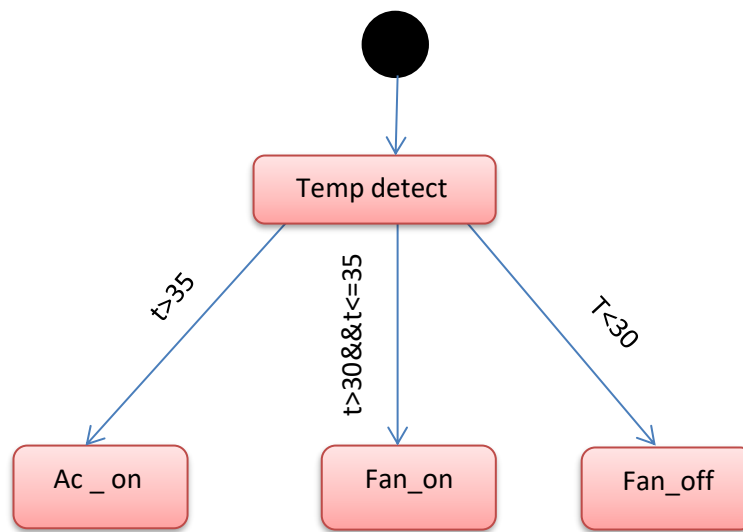 Temp detect
t>35
t>30&&t<=35
T<30
Ac _ on
Fan_on
Fan_off